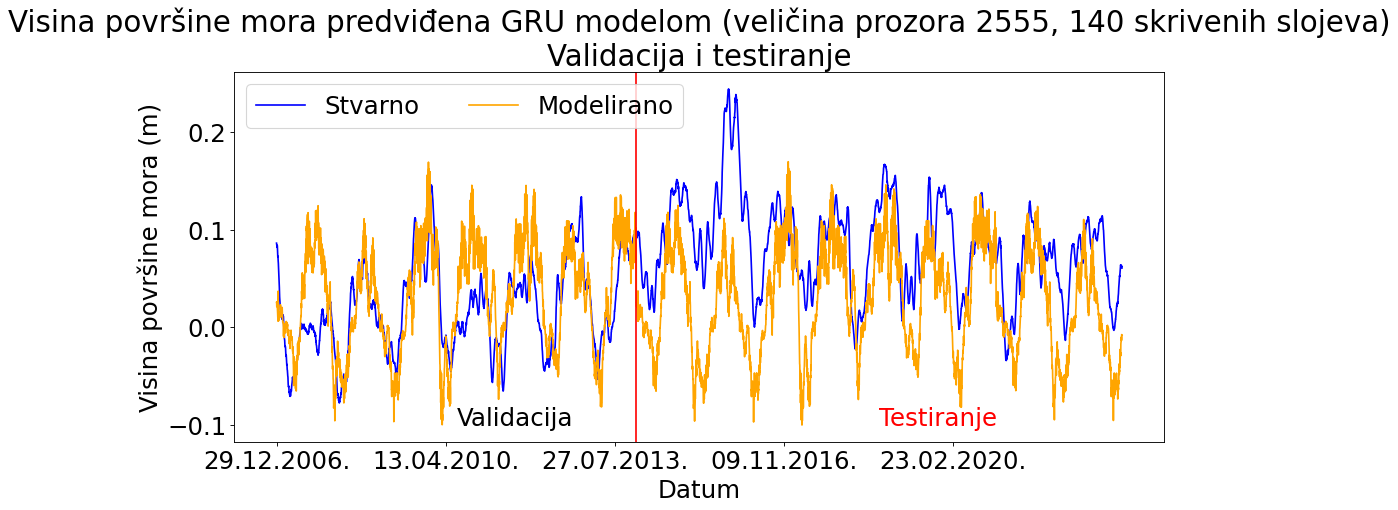 Visina površine mora predviđena GRU modelom (veličina prozora 2555, 140 skrivenih slojeva)
Validacija i testiranje
Stvarno Modelirano
Visina površine mora (m)
0.2
0.1
0.0
−0.1
Validacija Testiranje
29.12.2006. 13.04.2010. 27.07.2013. 09.11.2016. 23.02.2020.
Datum